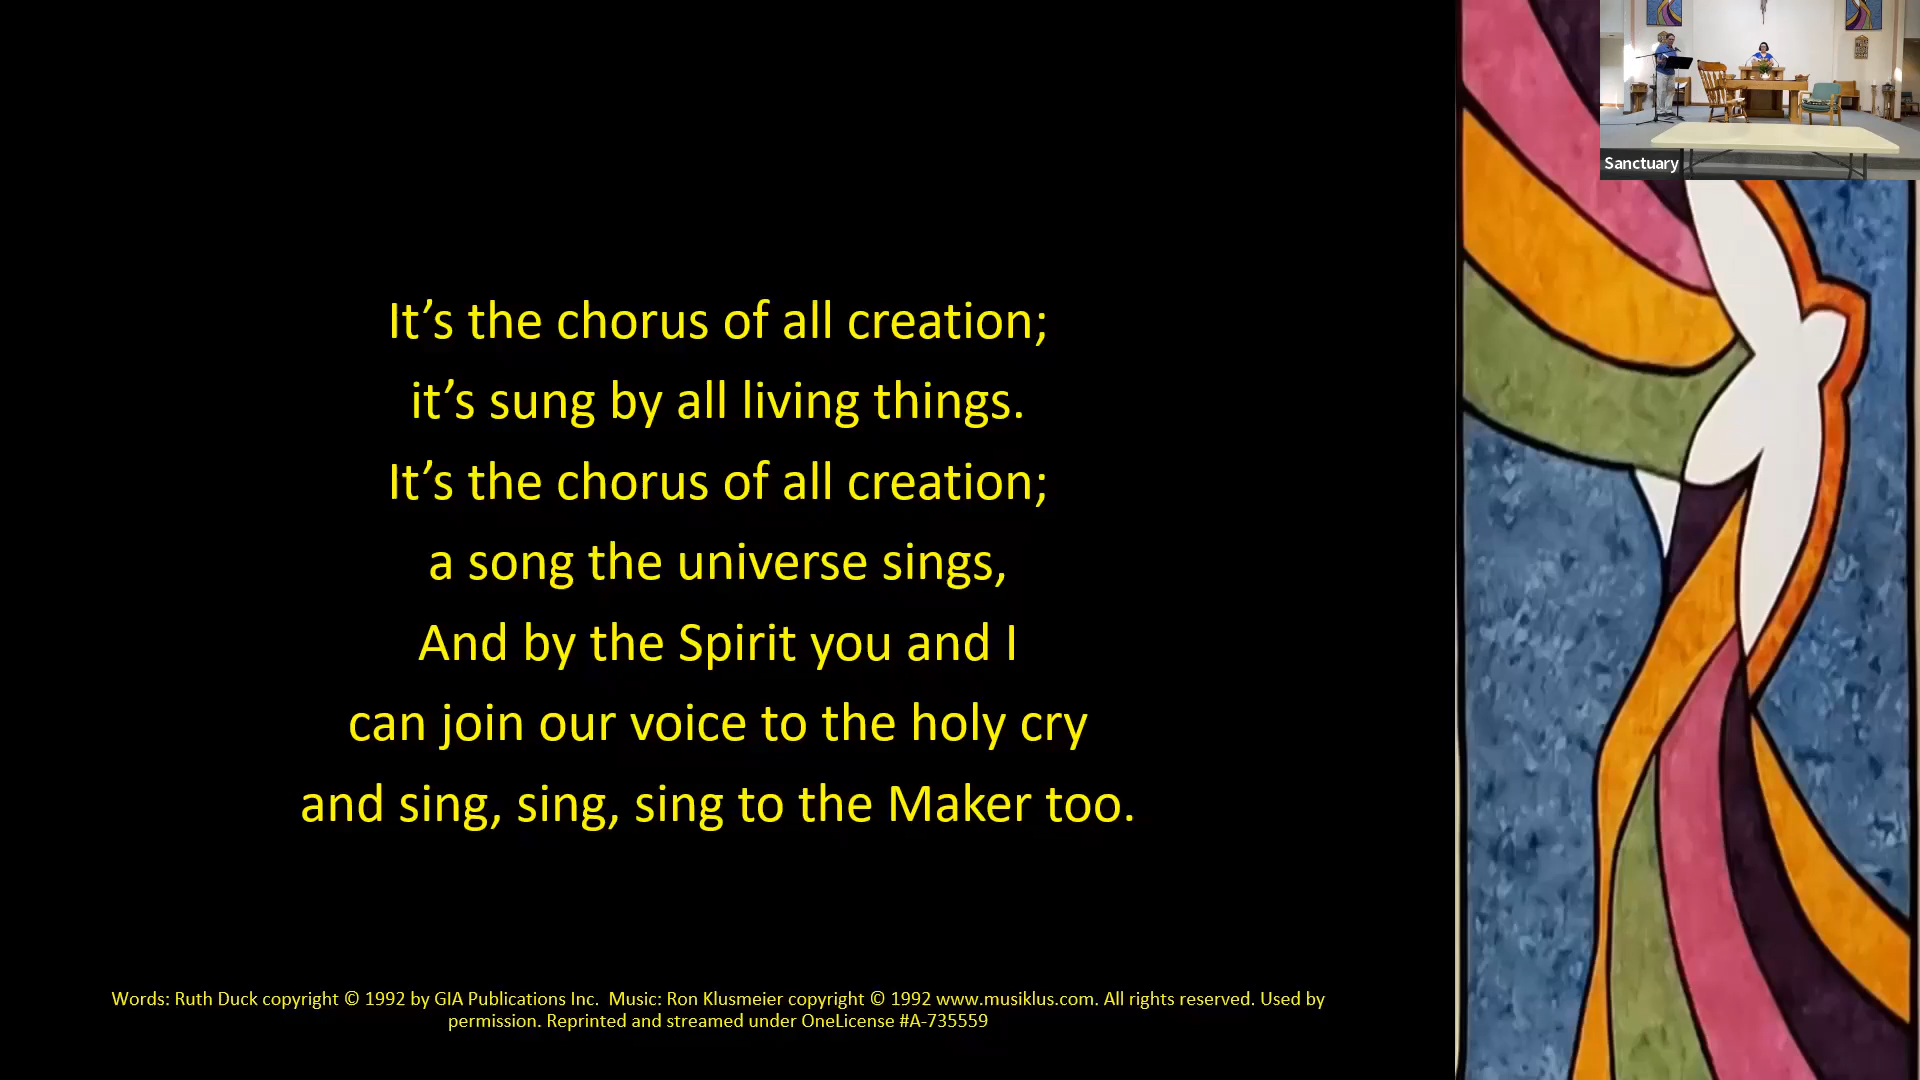 Sanctuary
It’s the chorus of all creation;
it’s sung by all living things.
It’s the chorus of all creation;
a song the universe sings,
And by the Spirit you and I
can join our voice to the holy cry
and sing, sing, sing to the Maker too.
Words: Ruth Duck copyright © 1992 by GIA Publications Inc.  Music: Ron Klusmeier copyright © 1992 www.musiklus.com. All rights reserved. Used by
permission. Reprinted and streamed under OneLicense #A-735559